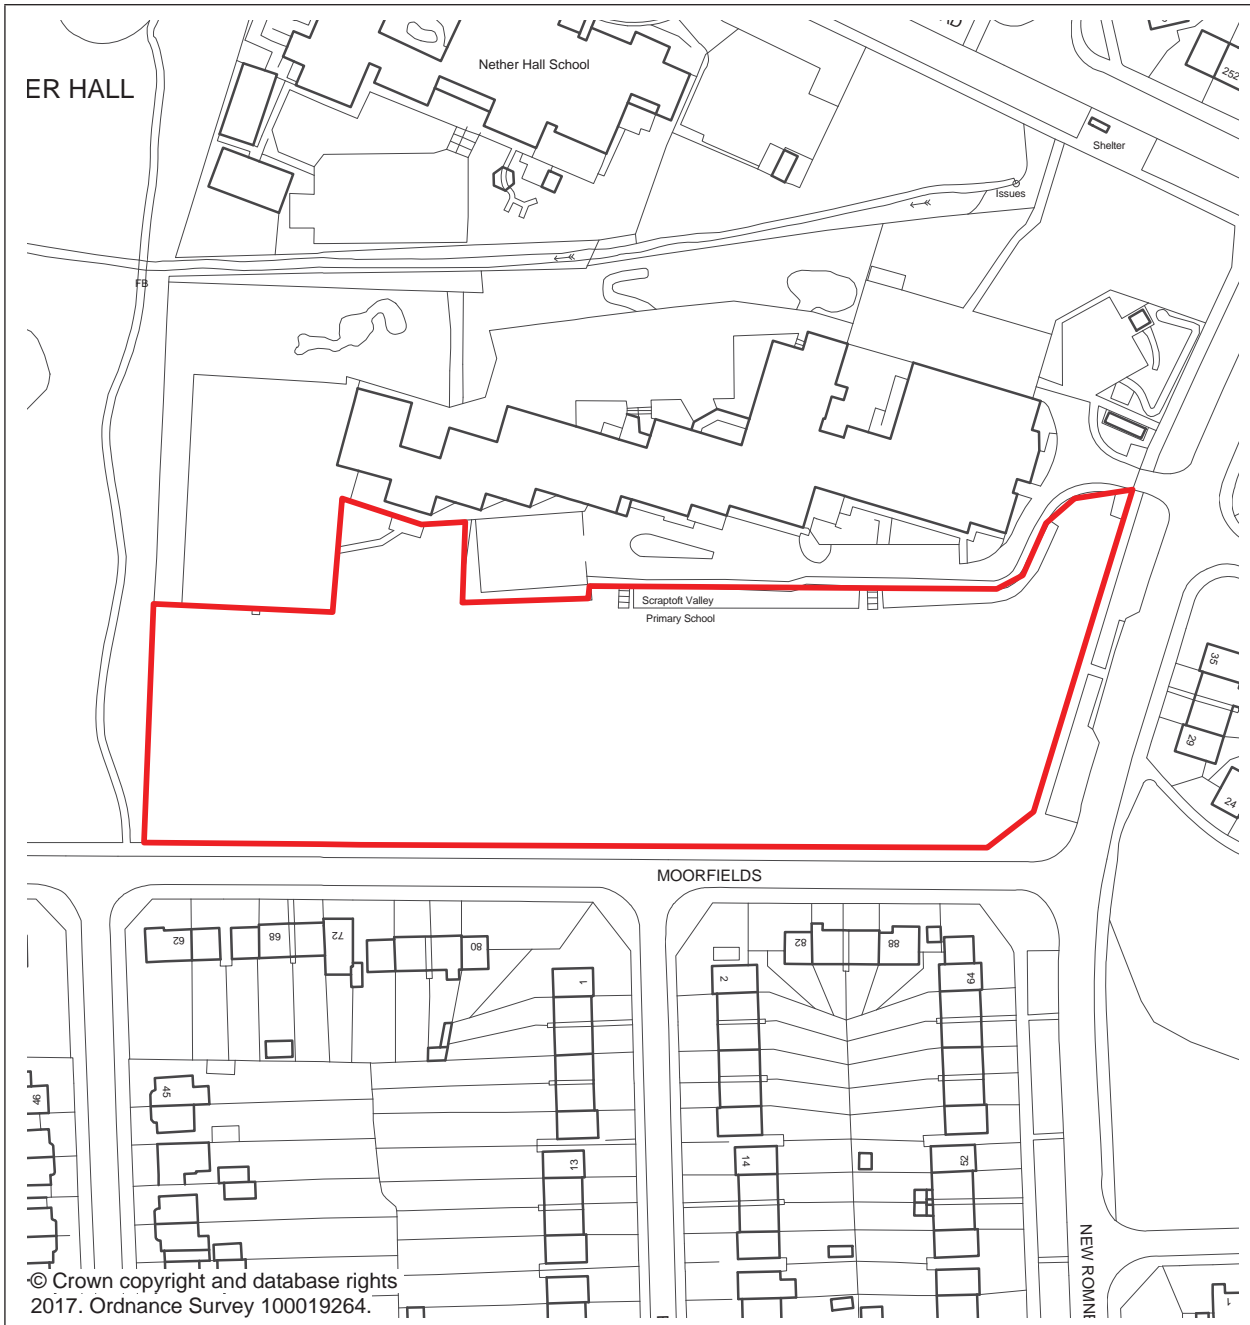 Nether Hall School
ER HALL
252
Shelter
Issues
FB
Scraptoft Valley
Primary School
35
29
24
MOORFIELDS
62
68
72
80
82
88
1
2
64
45
46
13
14
52
NEW ROMNE
1
© Crown copyright and database rights
2017. Ordnance Survey 100019264.